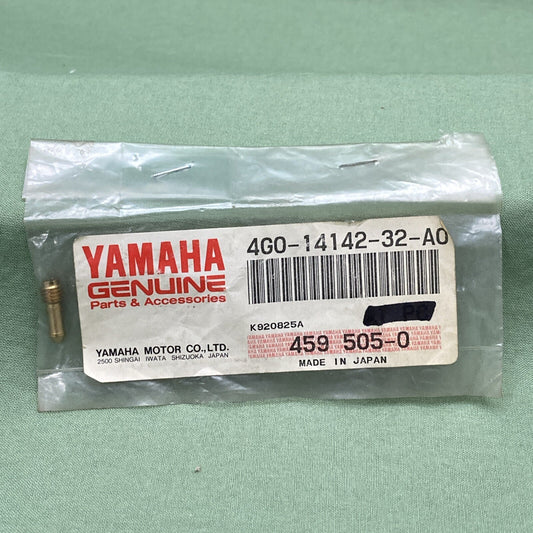 YAMAHA
GENUINE
Parts & Accessories
YAMAHA MOTOR CO.,LTD.
2500 SHINGAI IWATA SHIZUOKA JAPAN
4G0-14142-32-A0
K920825A
459 505-0
MADE IN JAPAN